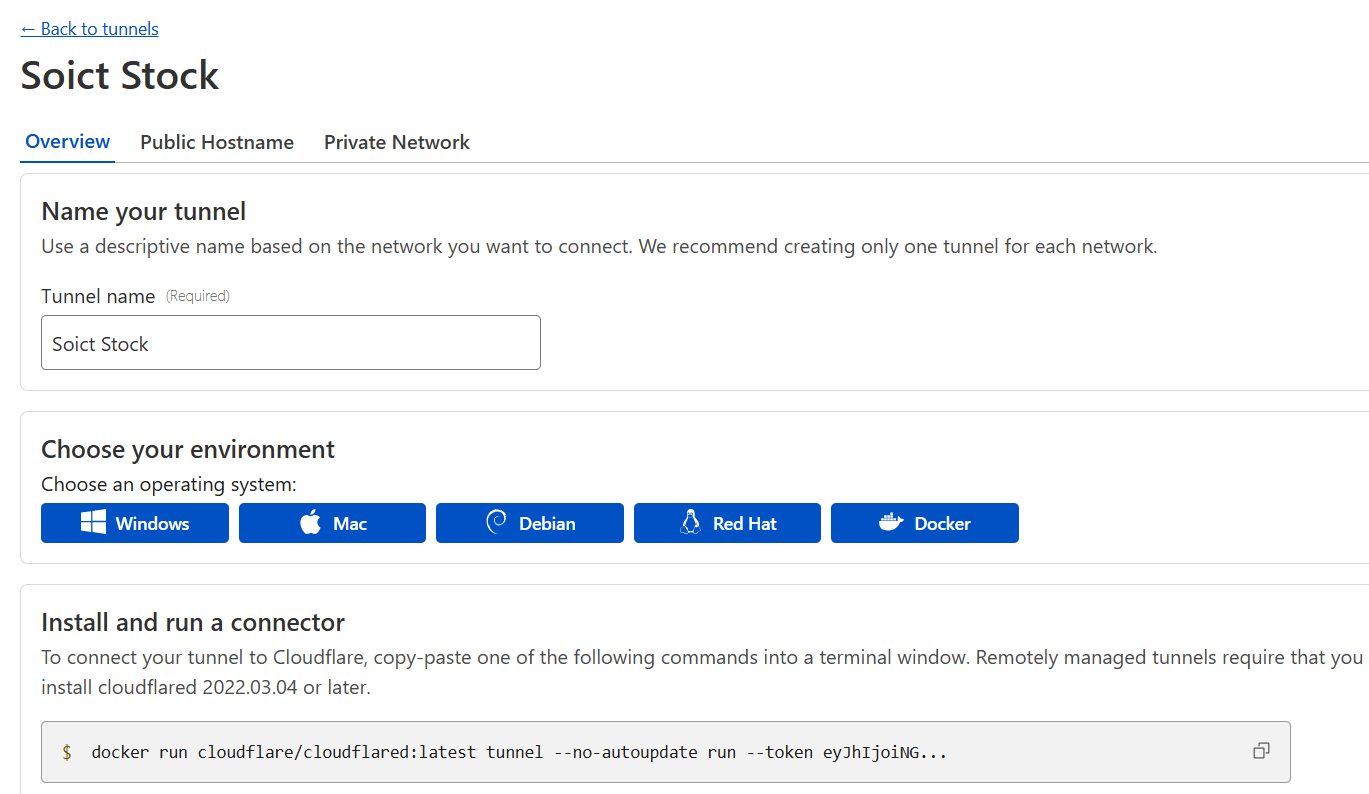 ← Back to tunnels
Soict Stock
Overview Public Hostname Private Network
Name your tunnel
Use a descriptive name based on the network you want to connect. We recommend creating only one tunnel for each network.
Tunnel name (Required)
Soict Stock
Choose your environment
Choose an operating system:
Windows Mac Debian Red Hat Docker
Install and run a connector
To connect your tunnel to Cloudflare, copy-paste one of the following commands into a terminal window. Remotely managed tunnels require that you
install cloudflared 2022.03.04 or later.
$ docker run cloudflare/cloudflared:latest tunnel --no-autoupdate run --token eyJhIjoiNG...